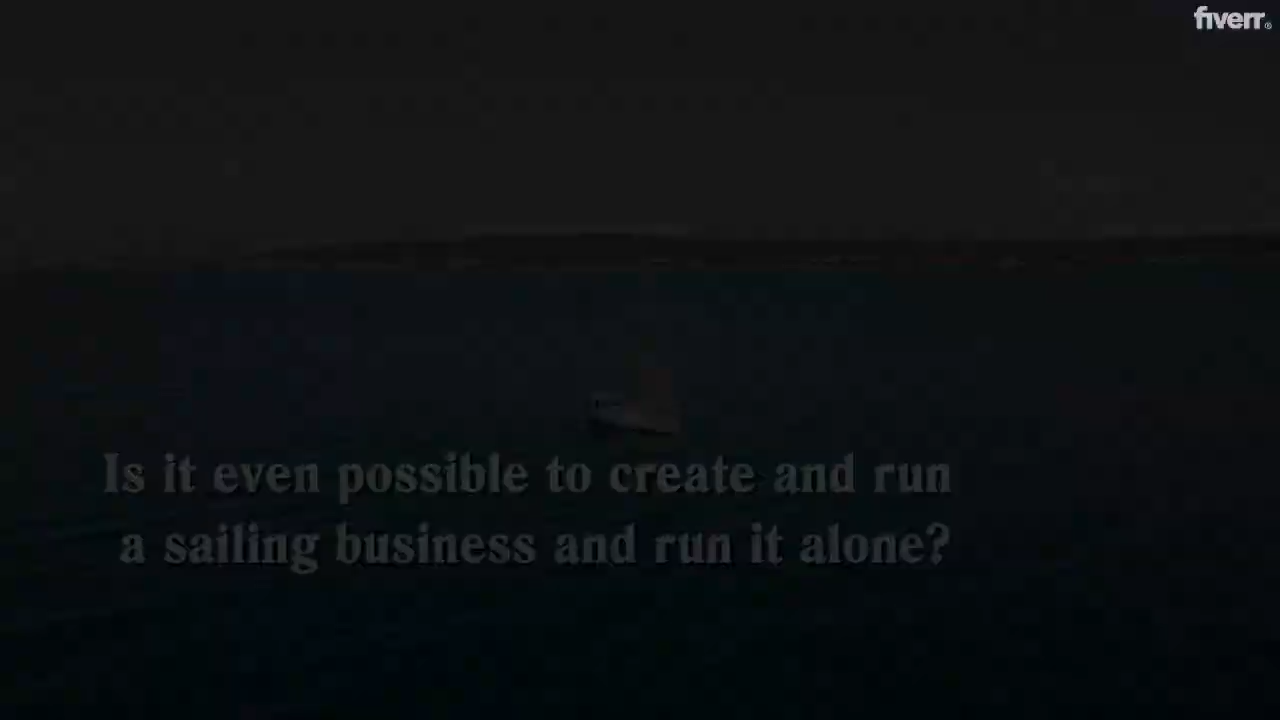 fiverr®
Is it even possible to create and run
a sailing business and run it alone?